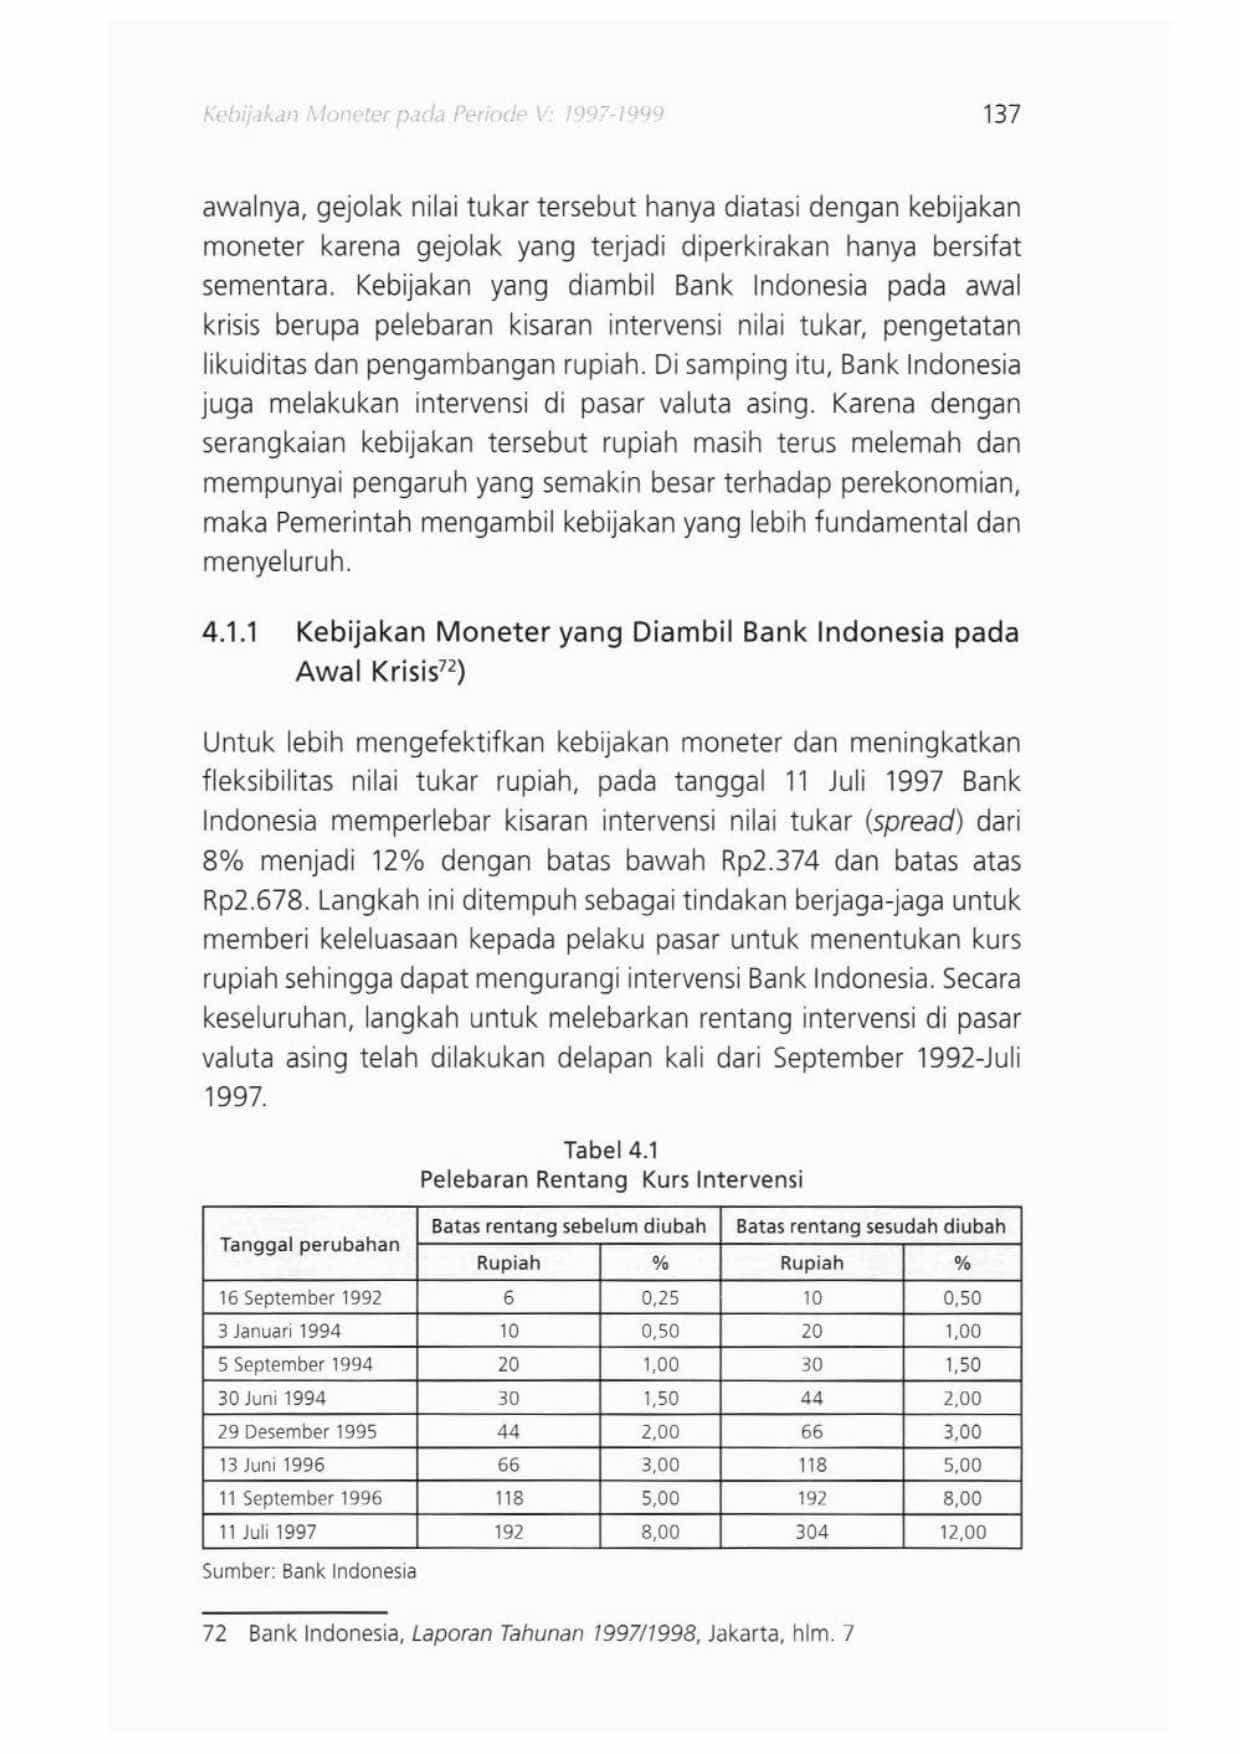 Kebijakan Moneter pada Periode V: 1997-1999 137
awalnya, gejolak nilai tukar tersebut hanya diatasi dengan kebijakan
moneter karena gejolak yang terjadi diperkirakan hanya bersifat
sementara. Kebijakan yang diambil Bank Indonesia pada awal
krisis berupa pelebaran kisaran intervensi nilai tukar, pengetatan
likuiditas dan pengambangan rupiah. Di samping itu, Bank Indonesia
juga melakukan intervensi di pasar valuta asing. Karena dengan
serangkaian kebijakan tersebut rupiah masih terus melemah dan
mempunyai pengaruh yang semakin besar terhadap perekonomian,
maka Pemerintah mengambil kebijakan yang lebih fundamental dan
menyeluruh.
4.1.1 Kebijakan Moneter yang Diambil Bank Indonesia pada
Awal Krisis72)
Untuk lebih mengefektifkan kebijakan moneter dan meningkatkan
fleksibilitas nilai tukar rupiah, pada tanggal 11 Juli 1997 Bank
Indonesia memperlebar kisaran intervensi nilai tukar (spread) dari
8% menjadi 12% dengan batas bawah Rp2.374 dan batas atas
Rp2.678. Langkah ini ditempuh sebagai tindakan berjaga-jaga untuk
memberi keleluasaan kepada pelaku pasar untuk menentukan kurs
rupiah sehingga dapat mengurangi intervensi Bank Indonesia. Secara
keseluruhan, langkah untuk melebarkan rentang intervensi di pasar
valuta asing telah dilakukan delapan kali dari September 1992-Juli
1997.
Tabel 4.1
Pelebaran Rentang Kurs Intervensi
Tanggal perubahan Batas rentang sebelum diubah Batas rentang sesudah diubah
Rupiah % Rupiah %
16 September 1992 6 0,25 10 0,50
3 Januari 1994 10 0,50 20 1,00
5 September 1994 20 1,00 30 1,50
30 Juni 1994 30 1,50 44 2,00
29 Desember 1995 44 2,00 66 3,00
13 Juni 1996 66 3,00 118 5,00
11 September 1996 118 5,00 192 8,00
11 Juli 1997 192 8,00 304 12,00
Sumber: Bank Indonesia
72 Bank Indonesia, Laporan Tahunan 1997/1998, Jakarta, hlm. 7